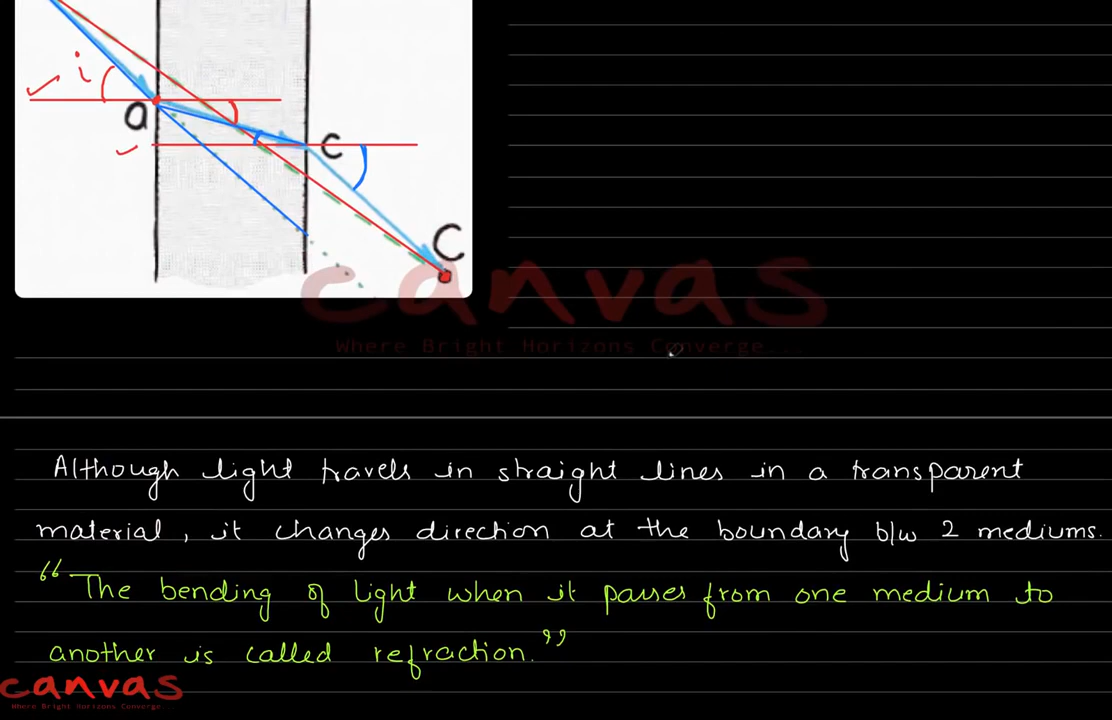 i
a
c
C
canvas
Where Bright Horizons Converge...
Although light travels in straight lines in a transparent
material, it changes direction at the boundary b/w 2 mediums.
“The bending of light when it passes from one medium to
another is called refraction.”
canvas
Where Bright Horizons Converge...